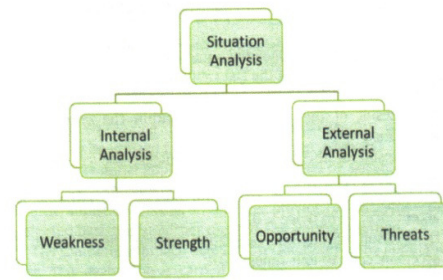 Situation
Analysis
Internal
Analysis
External
Analysis
Weakness
Strength
Opportunity
Threats